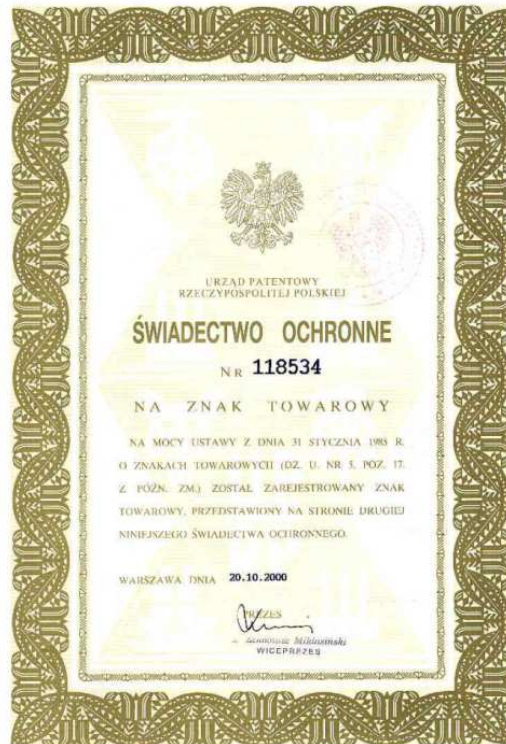 URZĄD PATENTOWY
RZECZYPOSPOLITEJ POLSKIEJ
ŚWIADECTWO OCHRONNE
NR 118534
NA ZNAK TOWAROWY
NA MOCY USTAWY Z DNIA 31 STYCZNIA 1985 R.
O ZNAKACH TOWAROWYCH (DZ. U. NR 5, POZ. 17.
Z PÓŹN. ZM.) ZOSTAŁ ZAREJESTROWANY ZNAK
TOWAROWY, PRZEDSTAWIONY NA STRONIE DRUGIEJ
NINIEJSZEGO ŚWIADECTWA OCHRONNEGO.
WARSZAWA, DNIA 20.10.2000
PREZES
WICEPREZES